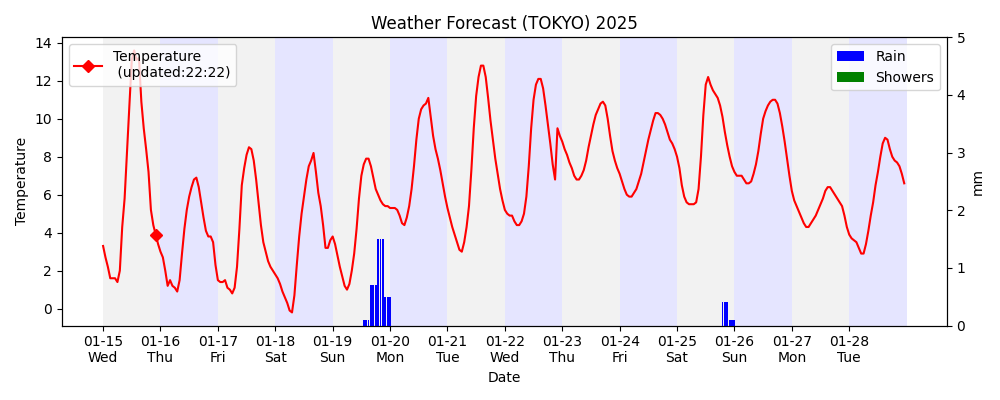 Weather Forecast (TOKYO) 2025
Temperature
(updated:22:22)
Rain
Showers
14
12
10
8
6
4
2
0
Temperature
5
4
3
2
1
0
mm
01-15 01-16 01-17 01-18 01-19 01-20 01-21 01-22 01-23 01-24 01-25 01-26 01-27 01-28
Wed Thu Fri Sat Sun Mon Tue Wed Thu Fri Sat Sun Mon Tue
Date